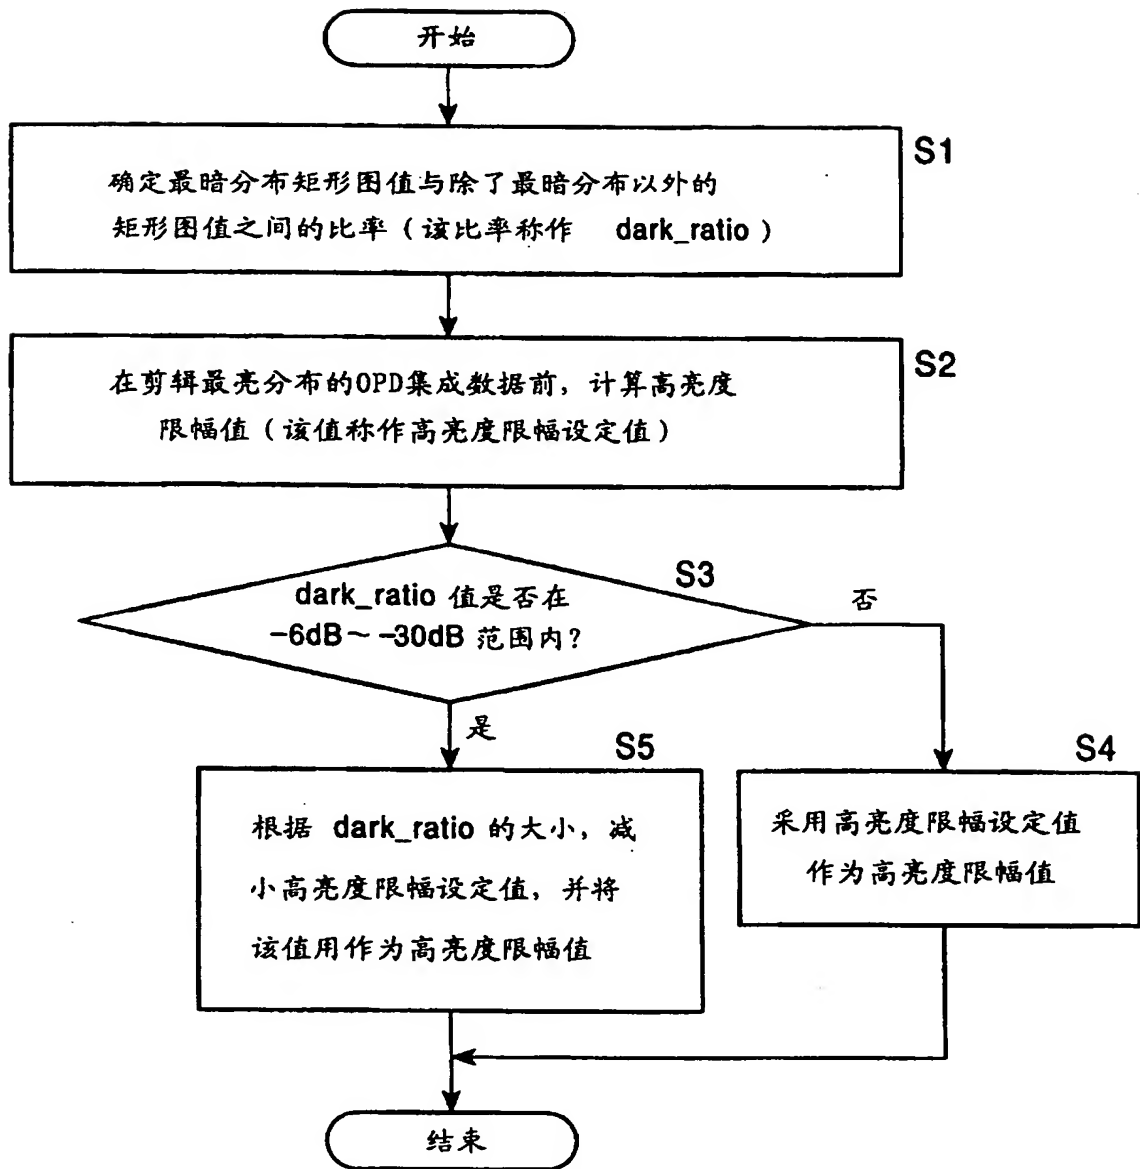 开始
S1
确定最暗分布矩形图值与除了最暗分布以外的
矩形图值之间的比率(该比率称作 dark_ratio)
S2
在剪辑最亮分布的OPD集成数据前,计算高亮度
限幅值(该值称作高亮度限幅设定值)
S3
dark_ratio 值是否在
-6dB~-30dB 范围内?
否
是
S5
根据 dark_ratio 的大小,减
小高亮度限幅设定值,并将
该值用作为高亮度限幅值
S4
采用高亮度限幅设定值
作为高亮度限幅值
结束